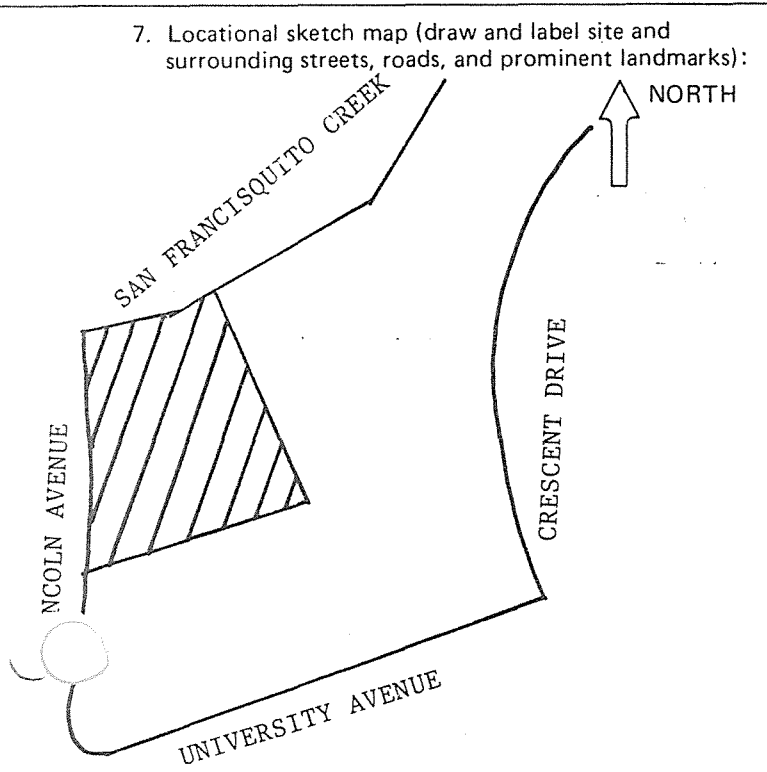 7. Locational sketch map (draw and label site and
surrounding streets, roads, and prominent landmarks):
NORTH
SAN FRANCISQUITO CREEK
CRESCENT DRIVE
NCOLN AVENUE
UNIVERSITY AVENUE